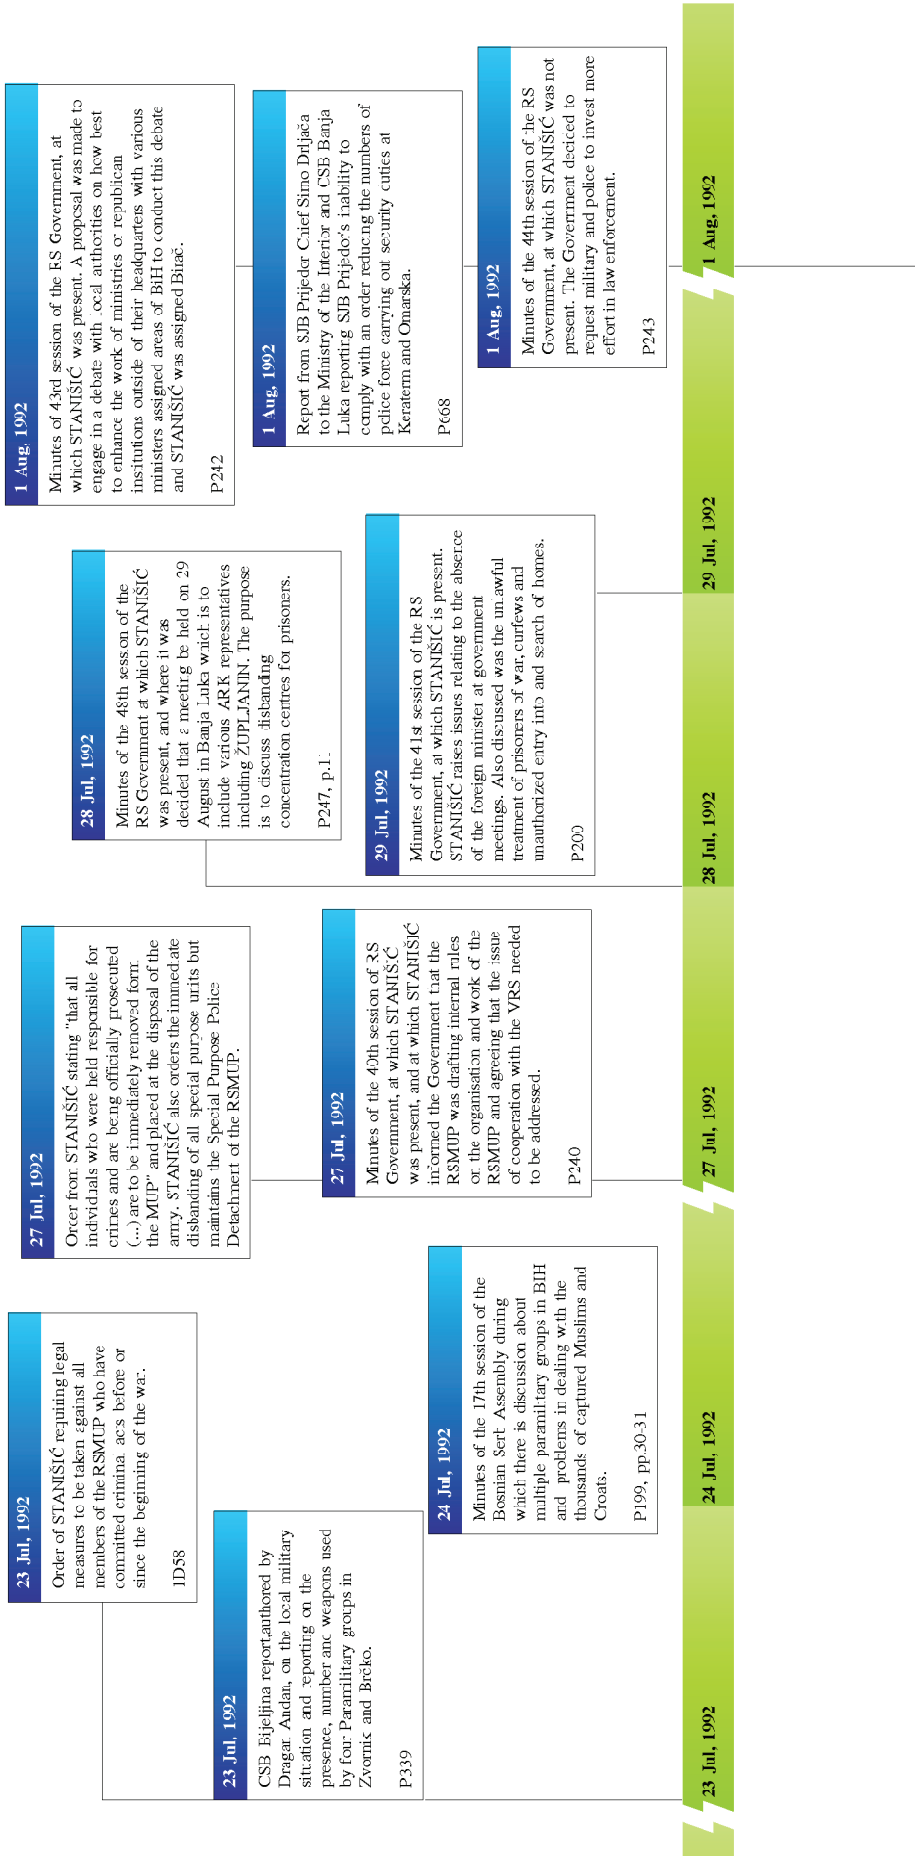 23 Jul, 1992
Order of STANIŠIĆ requiring legal
measures to be taken against all
members of the RSMUP who have
committed criminal acts before or
since the beginning of the war.
1D58
23 Jul, 1992
CSB Bijeljina report,authored by
Dragan Andan, on the local military
situation and reporting on the
presence, number and weapons used
by four Paramilitary groups in
Zvornik and Brčko.
P339
24 Jul, 1992
Minutes of the 17th session of the
Bosnian Serb Assembly during
which there is discussion about
multiple paramilitary groups in BIH
and problems in dealing with the
thousands of captured Muslims and
Croats.
P199, pp.30-31
27 Jul, 1992
Order from STANIŠIĆ stating "that all
individuals who were held responsible for
crimes and are being officially prosecuted
(...) are to be immediately removed form
the MUP" and placed at the disposal of the
army. STANIŠIĆ also orders the immediate
disbanding of all special purpose units but
maintains the Special Purpose Police
Detachment of the RSMUP.
27 Jul, 1992
Minutes of the 40th session of RS
Government, at which STANIŠIĆ
was present, and at which STANIŠIĆ
informed the Government that the
RSMUP was drafting internal rules
on the organisation and work of the
RSMUP and agreeing that the issue
of cooperation with the VRS needed
to be addressed.
P240
28 Jul, 1992
Minutes of the 48th session of the
RS Government at which STANIŠIĆ
was present, and where it was
decided that a meeting be held on 29
August in Banja Luka which is to
include various ARK representatives
including ŽUPLJANIN. The purpose
is to discuss disbanding
concentration centres for prisoners.
P247, p.11
29 Jul, 1992
Minutes of the 41st session of the RS
Government, at which STANIŠIĆ is present.
STANIŠIĆ raises issues relating to the absence
of the foreign minister at government
meetings. Also discussed was the unlawful
treatment of prisoners of war, curfews and
unauthorized entry into and search of homes.
P200
1 Aug, 1992
Minutes of 43rd session of the RS Government, at
which STANIŠIĆ was present. A proposal was made to
engage in a debate with local authorities on how best
to enhance the work of ministries or republican
institutions outside of their headquarters with various
ministers assigned areas of BiH to conduct this debate
and STANIŠIĆ was assigned Birač.
P242
1 Aug, 1992
Report from SJB Prijedor Chief Simo Drljača
to the Ministry of the Interior and CSB Banja
Luka reporting SJB Prijedor's inability to
comply with an order reducing the numbers of
police force carrying out security cuties at
Keraterm and Omarska.
P668
1 Aug, 1992
Minutes of the 44th session of the RS
Government, at which STANIŠIĆ was not
present. The Government decided to
request military and police to invest more
effort in law enforcement.
P243
23 Jul, 1992
24 Jul, 1992
27 Jul, 1992
28 Jul, 1992
29 Jul, 1992
1 Aug, 1992